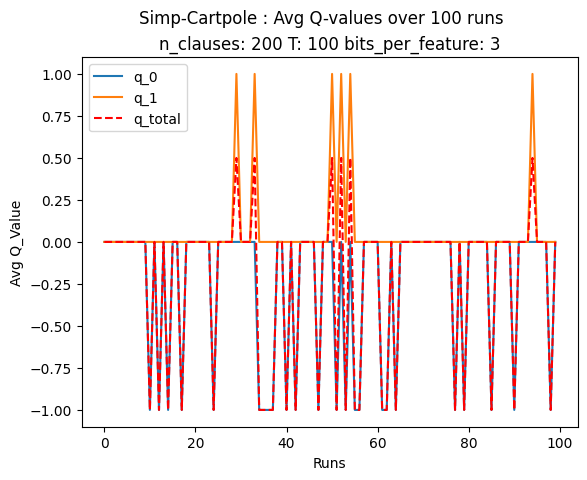 Simp-Cartpole : Avg Q-values over 100 runs
n_clauses: 200 T: 100 bits_per_feature: 3
q_0
q_1
q_total
1.00
0.75
0.50
0.25
0.00
−0.25
−0.50
−0.75
−1.00
Avg Q_Value
0
20
40
60
80
100
Runs